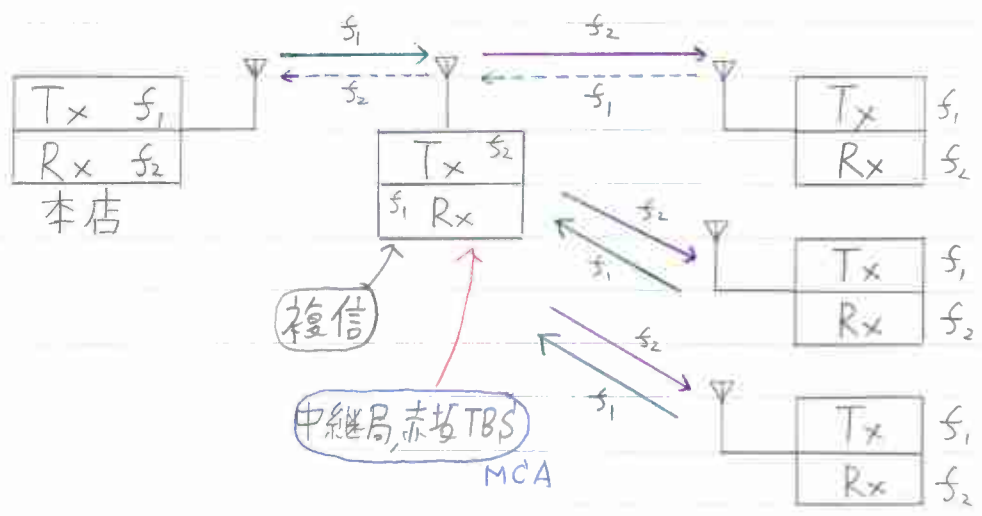 f₁ f₂
f₂ f₁
Tx f₁
Rx f₂
本店
Tx f₂
f₁ Rx
複信
中継局,赤坂TBS
MCA
Tx f₁
Rx f₂
f₂
f₁
Tx f₁
Rx f₂
f₂
f₁
Tx f₁
Rx f₂